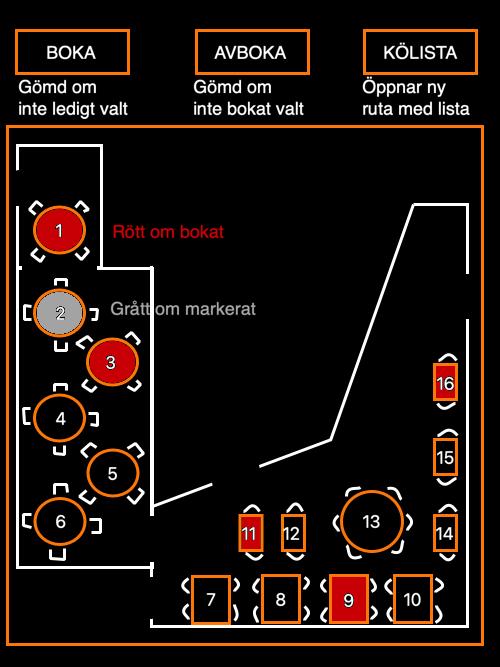 BOKA
AVBOKA
KÖLISTA
Gömd om
inte ledigt valt
Gömd om
inte bokat valt
Öppnar ny
ruta med lista
1
Rött om bokat
2
Grått om markerat
3
16
4
15
5
6
11
12
13
14
7
8
9
10